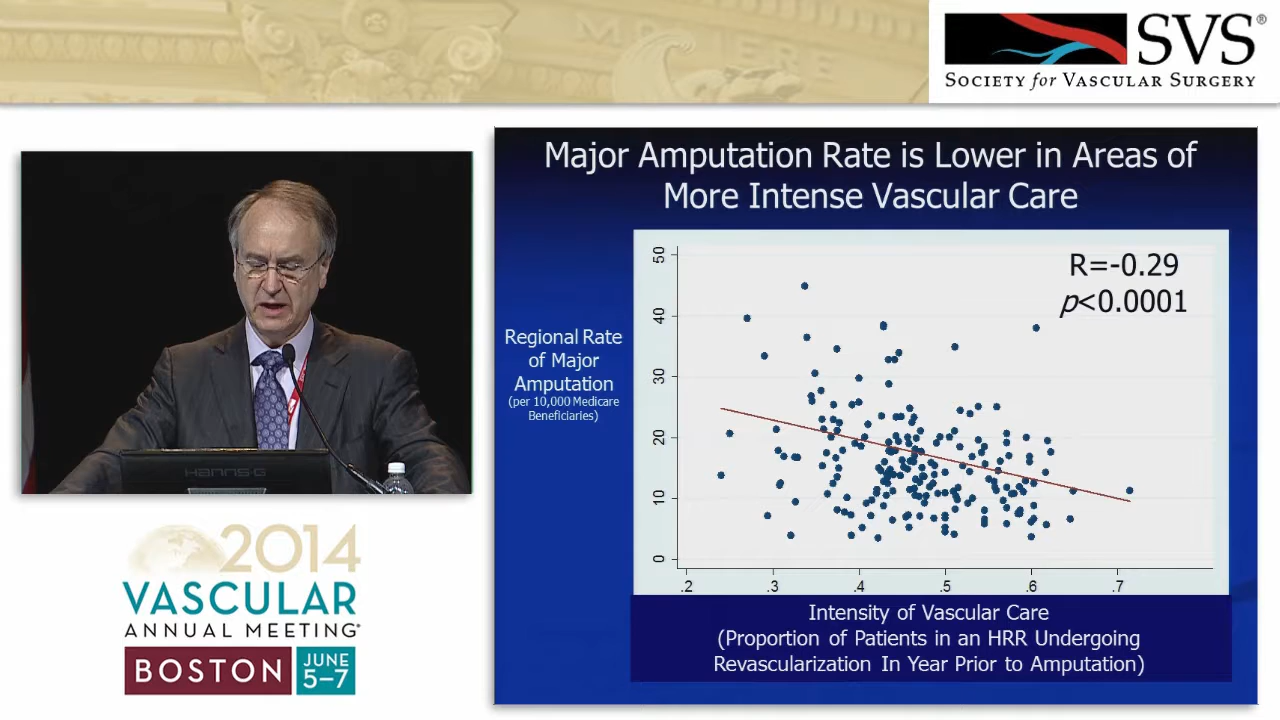 SVS®
SOCIETY for VASCULAR SURGERY
Major Amputation Rate is Lower in Areas of
More Intense Vascular Care
R=-0.29
p<0.0001
Regional Rate
of Major
Amputation
(per 10,000 Medicare
Beneficiaries)
50
40
30
20
10
0
.2 .3 .4 .5 .6 .7
Intensity of Vascular Care
(Proportion of Patients in an HRR Undergoing
Revascularization In Year Prior to Amputation)
HANNS-G
2014
VASCULAR
ANNUAL MEETING®
BOSTON
JUNE
5–7